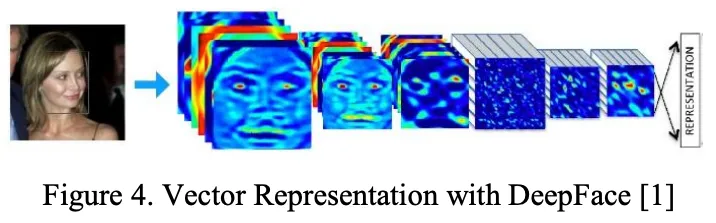 REPRESENTATION
Figure 4. Vector Representation with DeepFace [1]